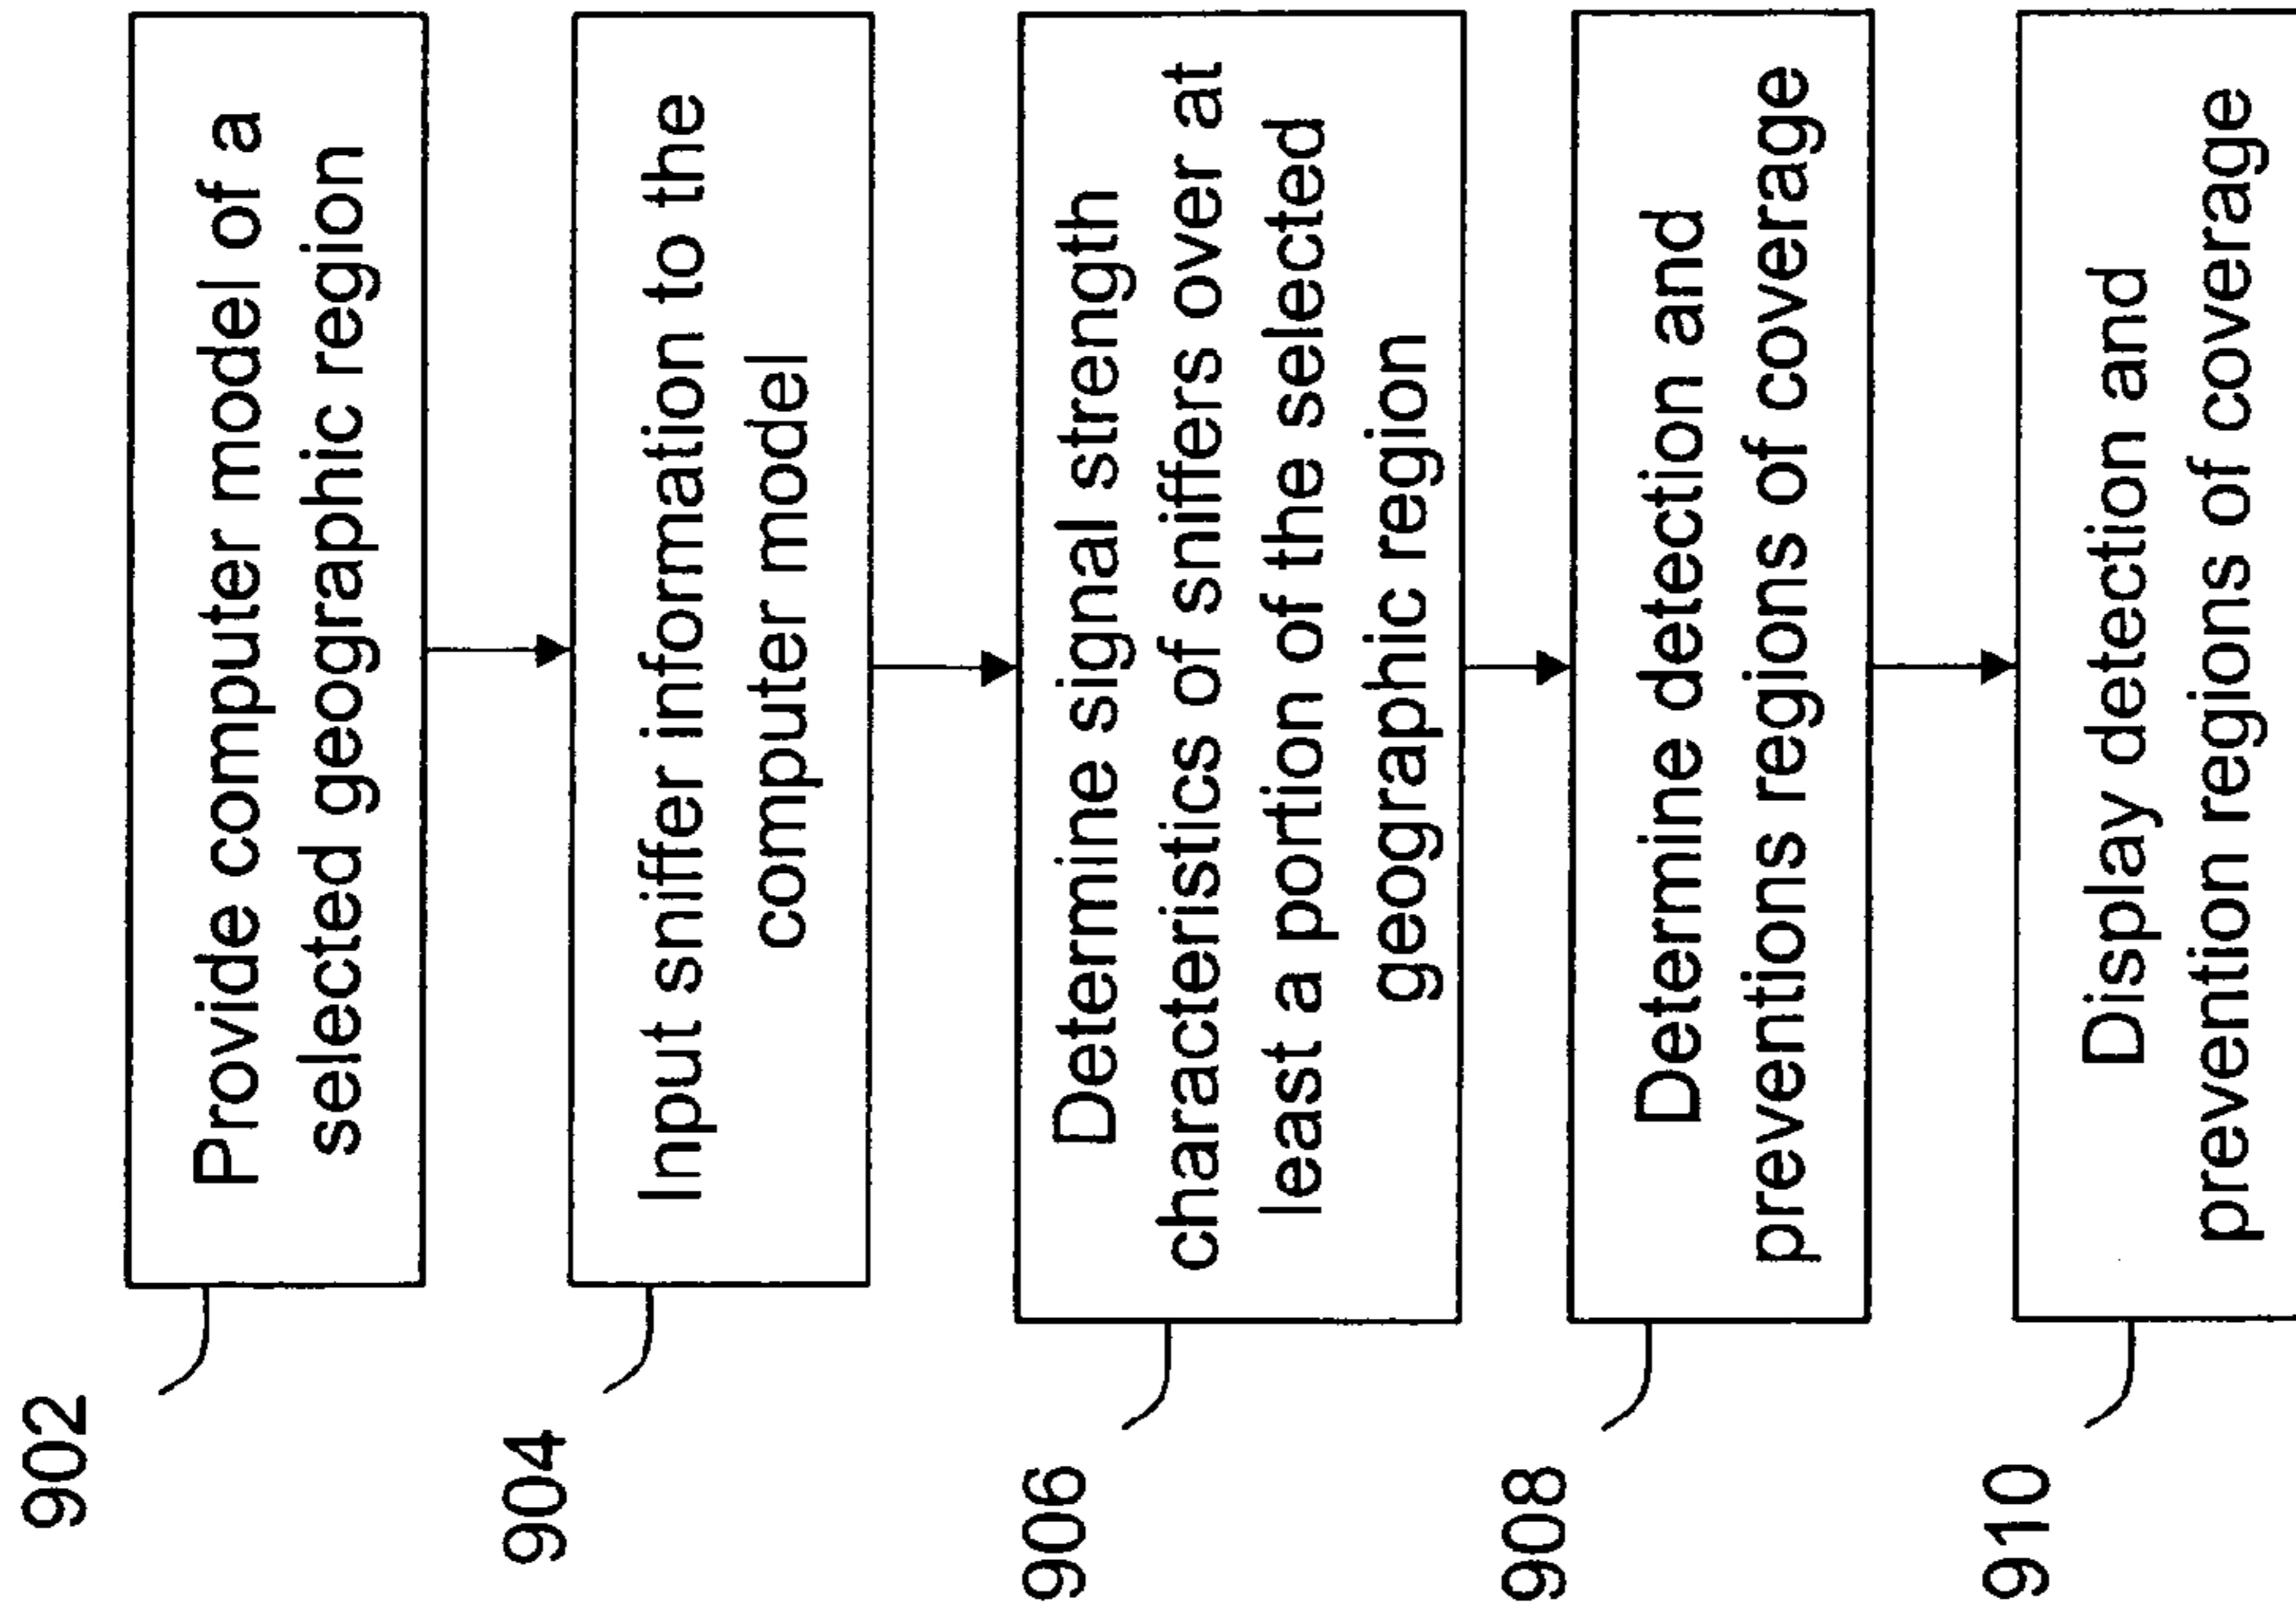 902
Provide computer model of a
selected geographic region
904
Input sniffer information to the
computer model
906
Determine signal strength
characteristics of sniffers over at
least a portion of the selected
geographic region
908
Determine detection and
preventions regions of coverage
910
Display detection and
prevention regions of coverage